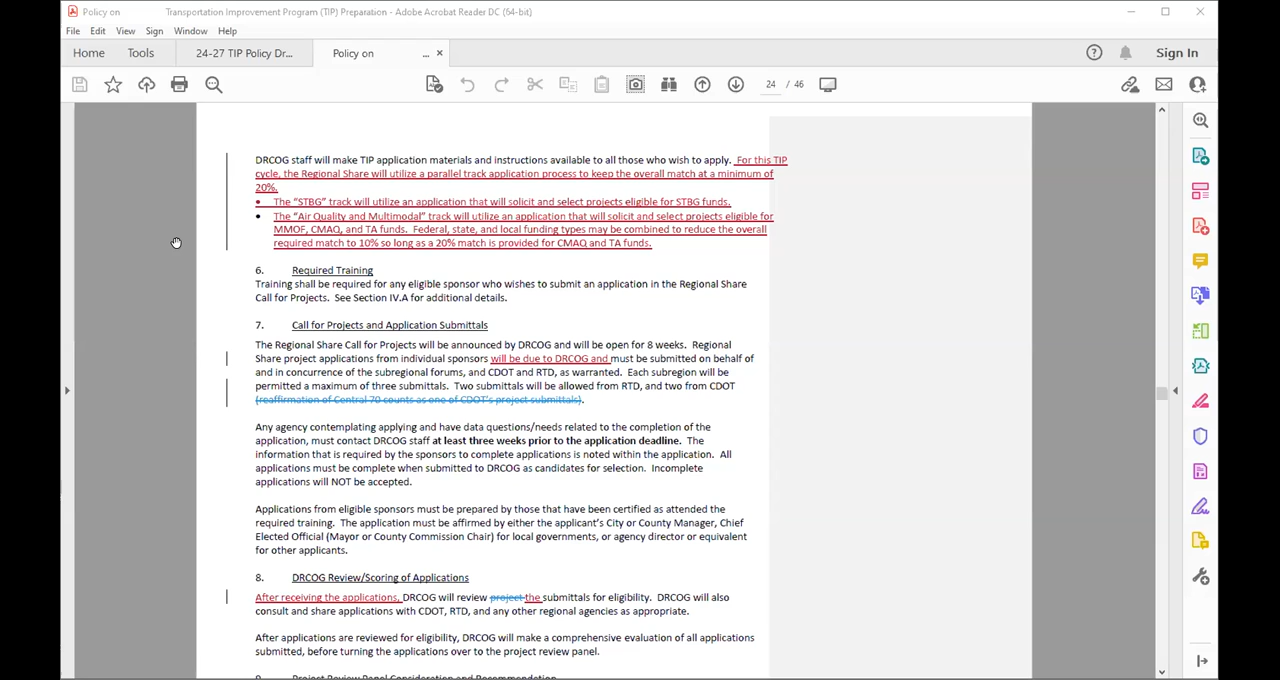 Policy on Transportation Improvement Program (TIP) Preparation - Adobe Acrobat Reader DC (64-bit)
File Edit View Sign Window Help
Home Tools 24-27 TIP Policy Dr... Policy on ... × Sign In
24 / 46
DRCOG staff will make TIP application materials and instructions available to all those who wish to apply. For this TIP
cycle, the Regional Share will utilize a parallel track application process to keep the overall match at a minimum of
20%.
• The “STBG” track will utilize an application that will solicit and select projects eligible for STBG funds.
• The “Air Quality and Multimodal” track will utilize an application that will solicit and select projects eligible for
MMOF, CMAQ, and TA funds. Federal, state, and local funding types may be combined to reduce the overall
required match to 10% so long as a 20% match is provided for CMAQ and TA funds.
6. Required Training
Training shall be required for any eligible sponsor who wishes to submit an application in the Regional Share
Call for Projects. See Section IV.A for additional details.
7. Call for Projects and Application Submittals
The Regional Share Call for Projects will be announced by DRCOG and will be open for 8 weeks. Regional
Share project applications from individual sponsors will be due to DRCOG and must be submitted on behalf of
and in concurrence of the subregional forums, and CDOT and RTD, as warranted. Each subregion will be
permitted a maximum of three submittals. Two submittals will be allowed from RTD, and two from CDOT
(reaffirmation of Central 70 counts as one of CDOT's project submittals).
Any agency contemplating applying and have data questions/needs related to the completion of the
application, must contact DRCOG staff at least three weeks prior to the application deadline. The
information that is required by the sponsors to complete applications is noted within the application. All
applications must be complete when submitted to DRCOG as candidates for selection. Incomplete
applications will NOT be accepted.
Applications from eligible sponsors must be prepared by those that have been certified as attended the
required training. The application must be affirmed by either the applicant's City or County Manager, Chief
Elected Official (Mayor or County Commission Chair) for local governments, or agency director or equivalent
for other applicants.
8. DRCOG Review/Scoring of Applications
After receiving the applications, DRCOG will review project the submittals for eligibility. DRCOG will also
consult and share applications with CDOT, RTD, and any other regional agencies as appropriate.
After applications are reviewed for eligibility, DRCOG will make a comprehensive evaluation of all applications
submitted, before turning the applications over to the project review panel.
9. Project Review Panel Consideration and Recommendation